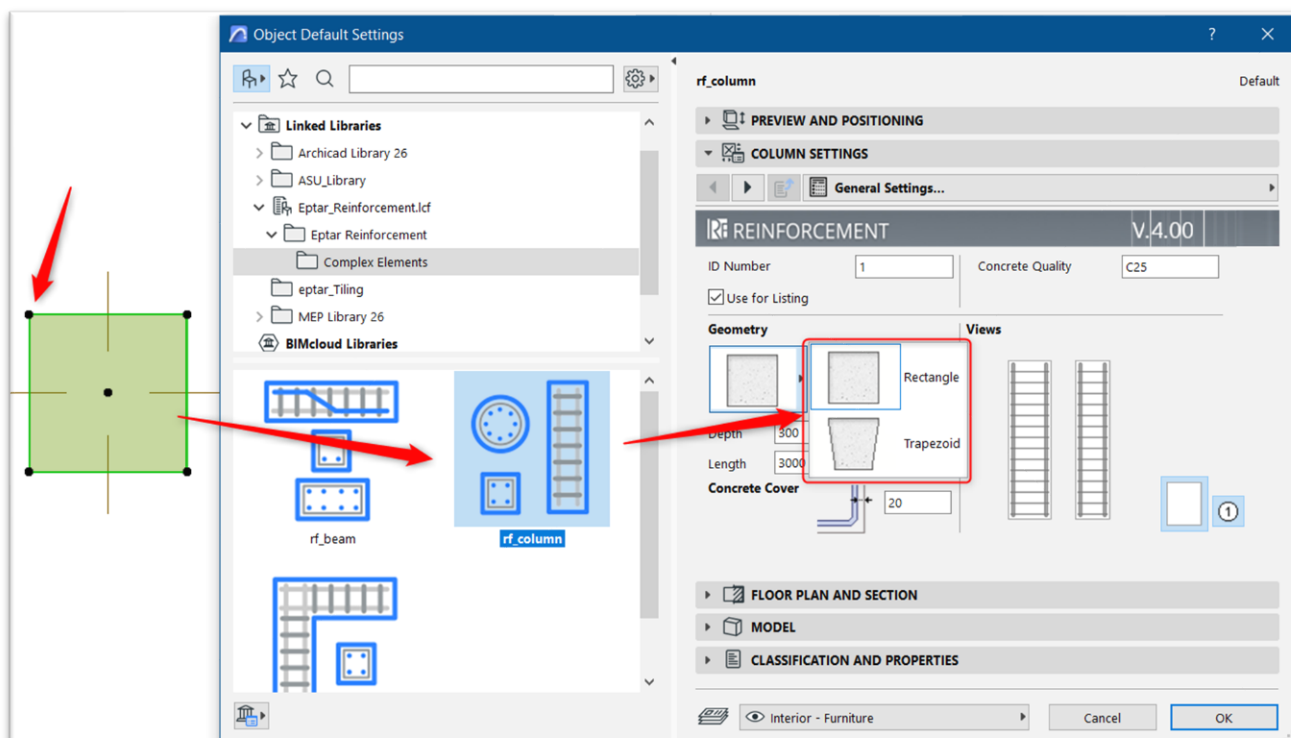 Object Default Settings
?
Linked Libraries
Archicad Library 26
ASU_Library
Eptar_Reinforcement.lcf
Eptar Reinforcement
Complex Elements
eptar_Tiling
MEP Library 26
BIMcloud Libraries
rf_beam
rf_column
rf_column
Default
PREVIEW AND POSITIONING
COLUMN SETTINGS
General Settings...
REINFORCEMENT V.4.00
ID Number 1 Concrete Quality C25
Use for Listing
Geometry Views
Rectangle
Trapezoid
Depth 300
Length 3000
Concrete Cover
20
1
FLOOR PLAN AND SECTION
MODEL
CLASSIFICATION AND PROPERTIES
Interior - Furniture Cancel OK